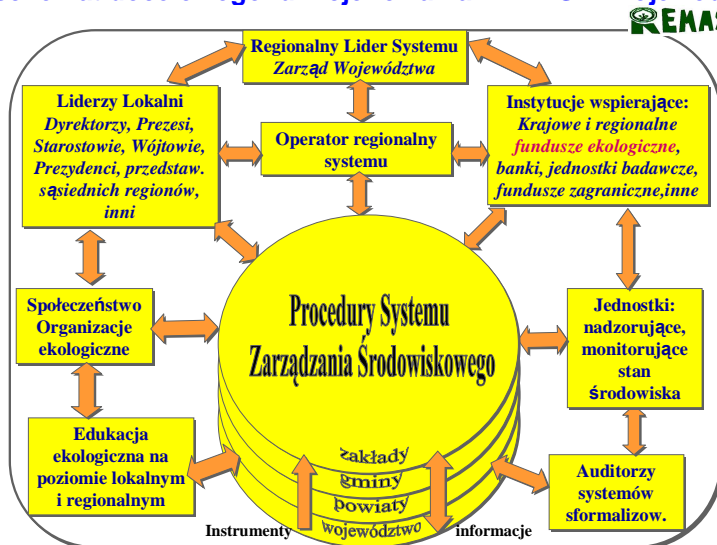 REMAS
Regionalny Lider Systemu
Zarząd Województwa
Liderzy Lokalni
Dyrektorzy, Prezesi,
Starostowie, Wójtowie,
Prezydenci, przedstaw.
sąsiednich regionów,
inni
Operator regionalny
systemu
Instytucje wspierające:
Krajowe i regionalne
fundusze ekologiczne,
banki, jednostki badawcze,
fundusze zagraniczne,inne
Społeczeństwo
Organizacje
ekologiczne
Procedury Systemu
Zarządzania Środowiskowego
Jednostki:
nadzorujące,
monitorujące
stan
środowiska
Edukacja
ekologiczna na
poziomie lokalnym
i regionalnym
zakłady
gminy
powiaty
województwo
Auditorzy
systemów
sformalizow.
Instrumenty
informacje